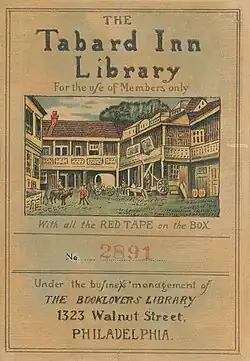 THE
Tabard Inn
Library
For the use of Members only
With all the RED TAPE on the BOX.
No. 2891
Under the business management of
THE BOOKLOVERS LIBRARY
1323 Walnut Street,
PHILADELPHIA.